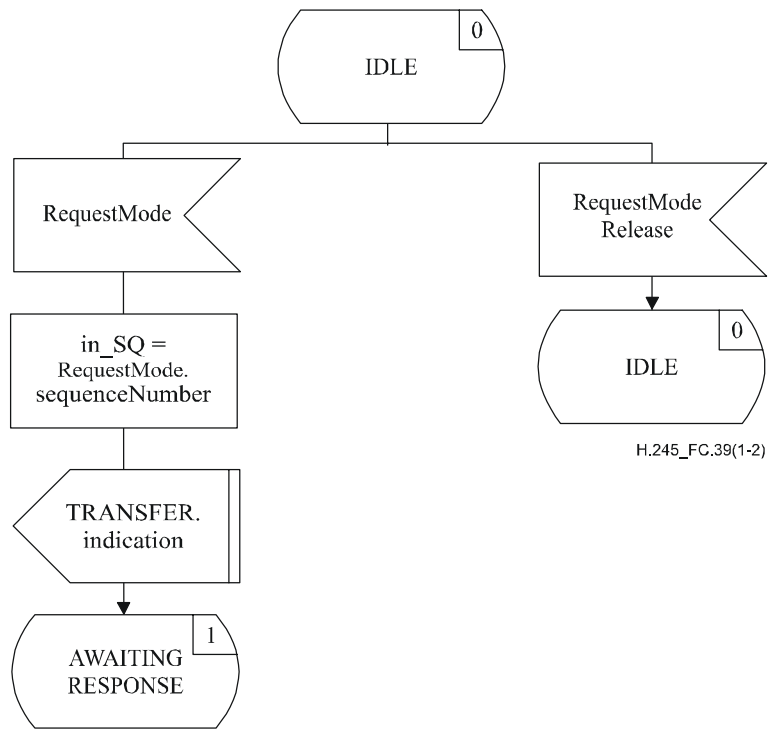 0
IDLE
RequestMode
RequestMode
Release
in_SQ =
RequestMode.
sequenceNumber
0
IDLE
H.245_FC.39(1-2)
TRANSFER.
indication
1
AWAITING
RESPONSE